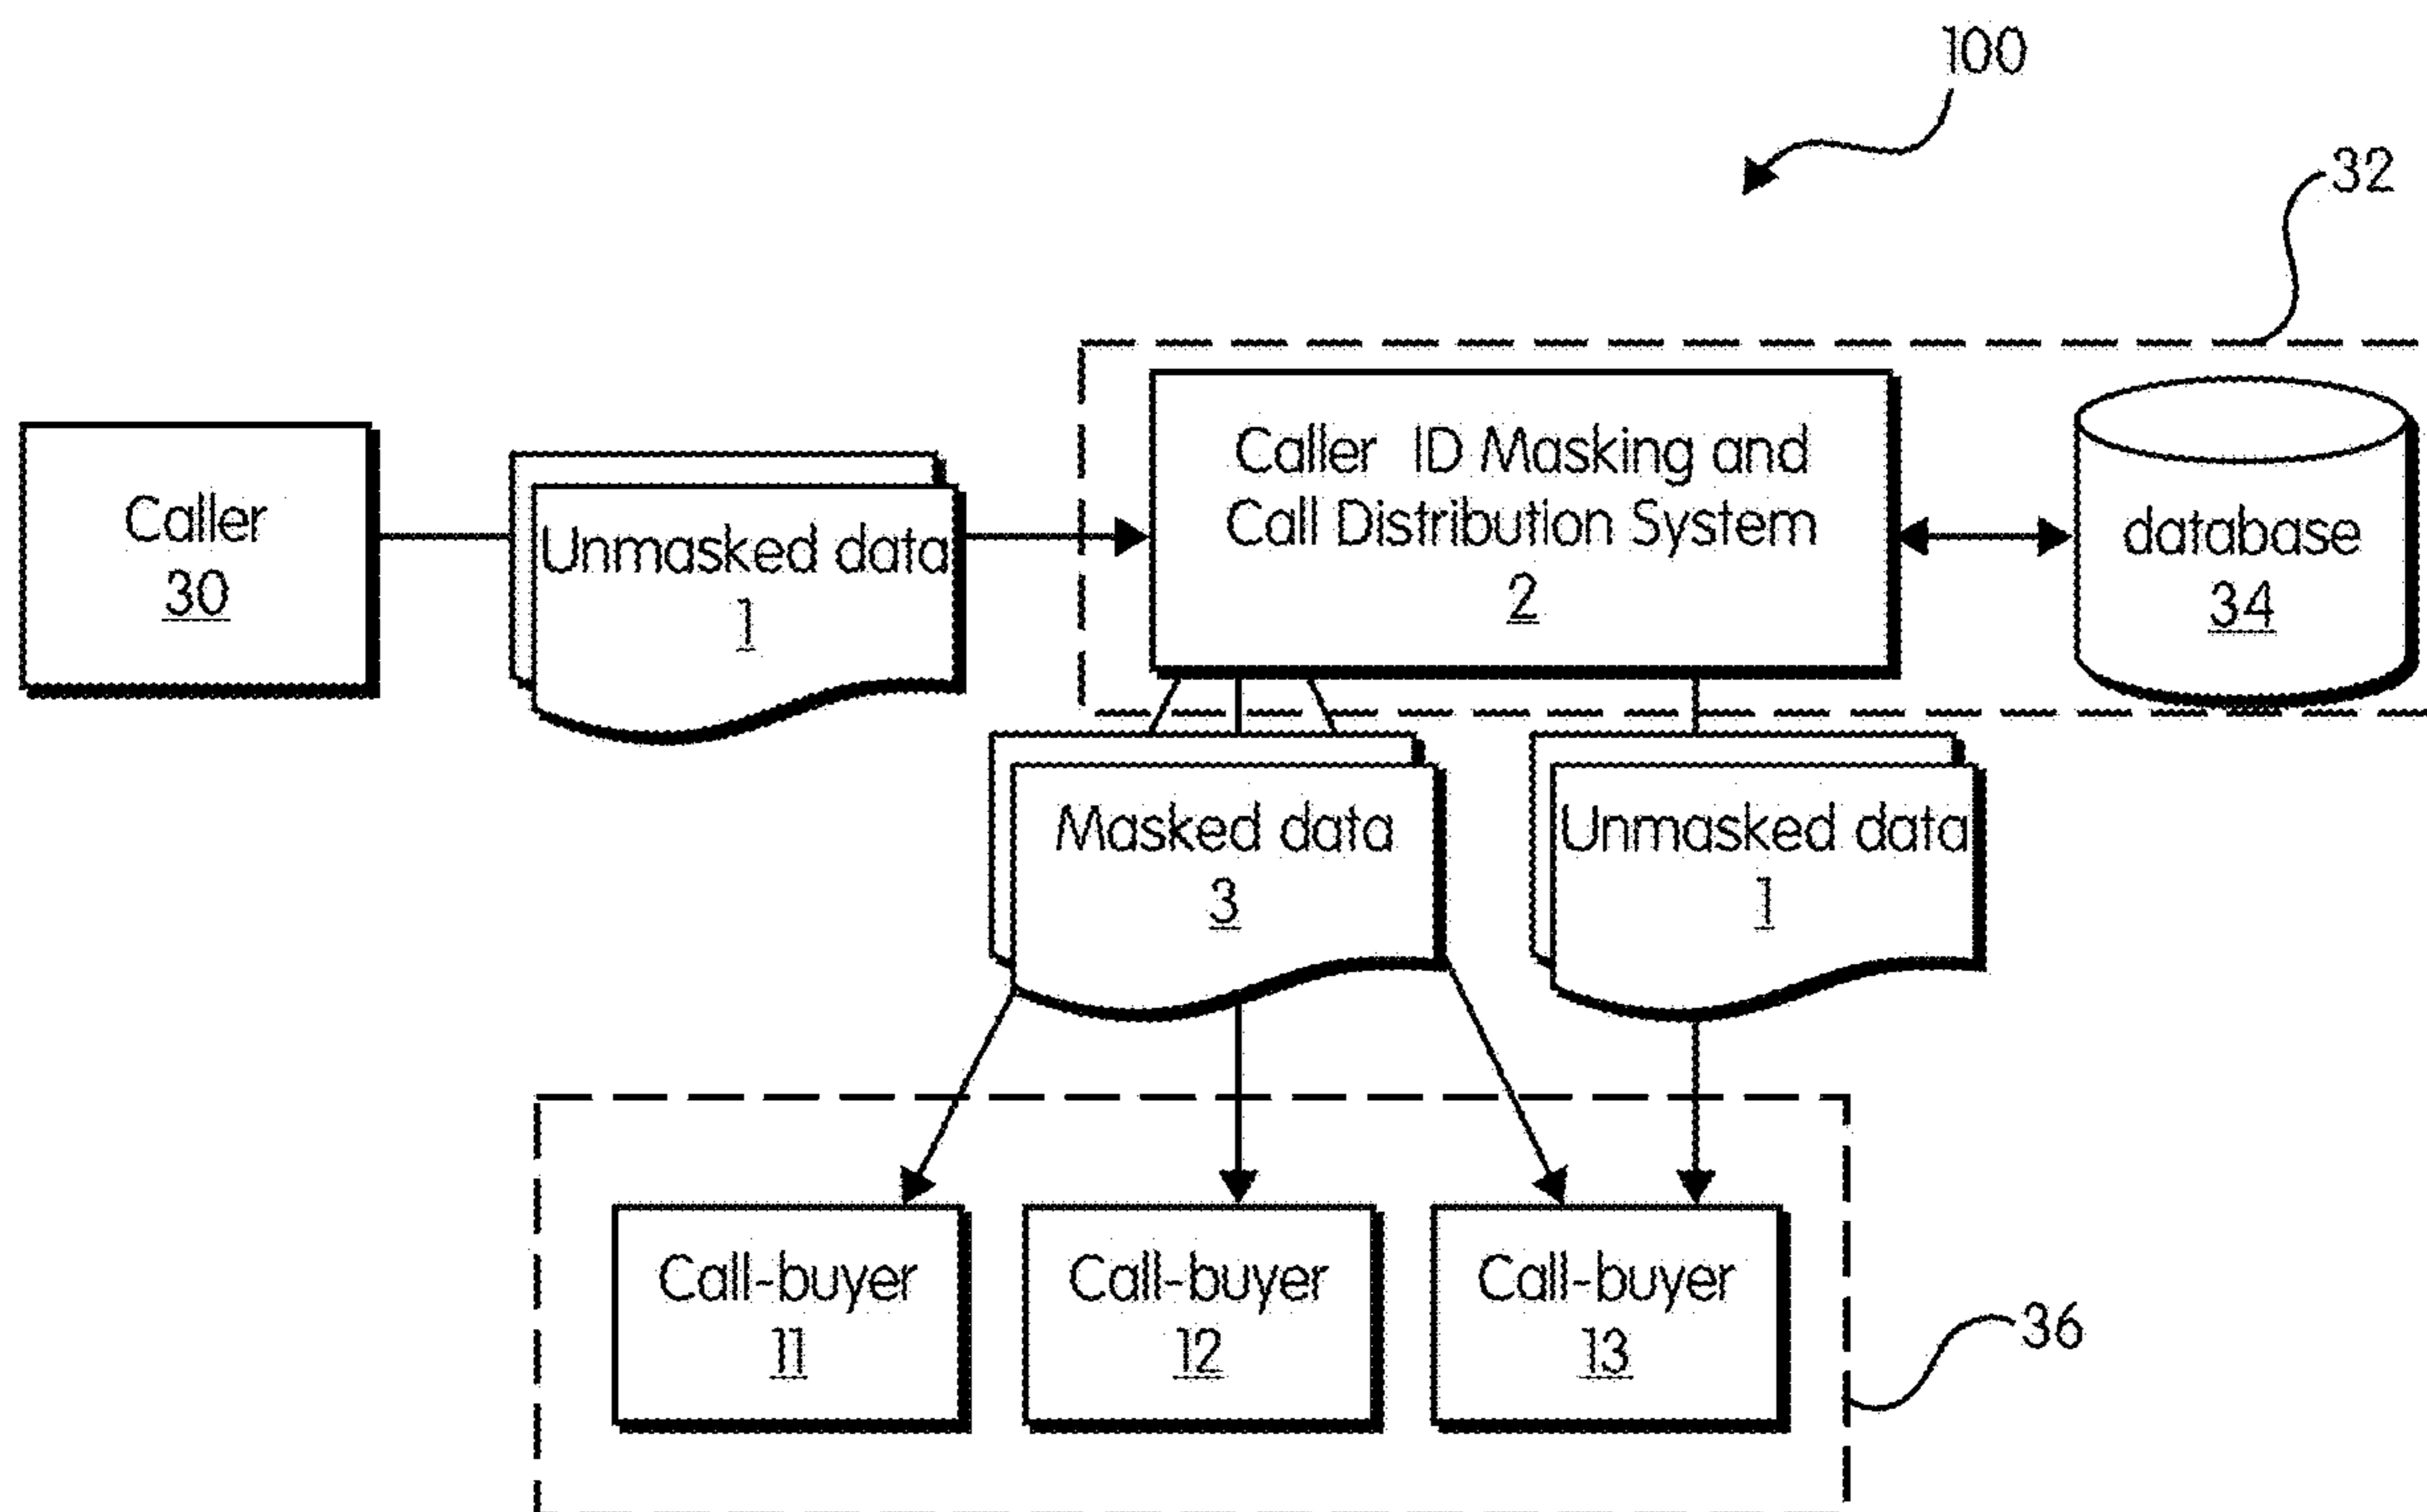 100
32
Caller
30
Unmasked data
1
Caller ID Masking and
Call Distribution System
2
database
34
Masked data
3
Unmasked data
1
Call-buyer
11
Call-buyer
12
Call-buyer
13
36